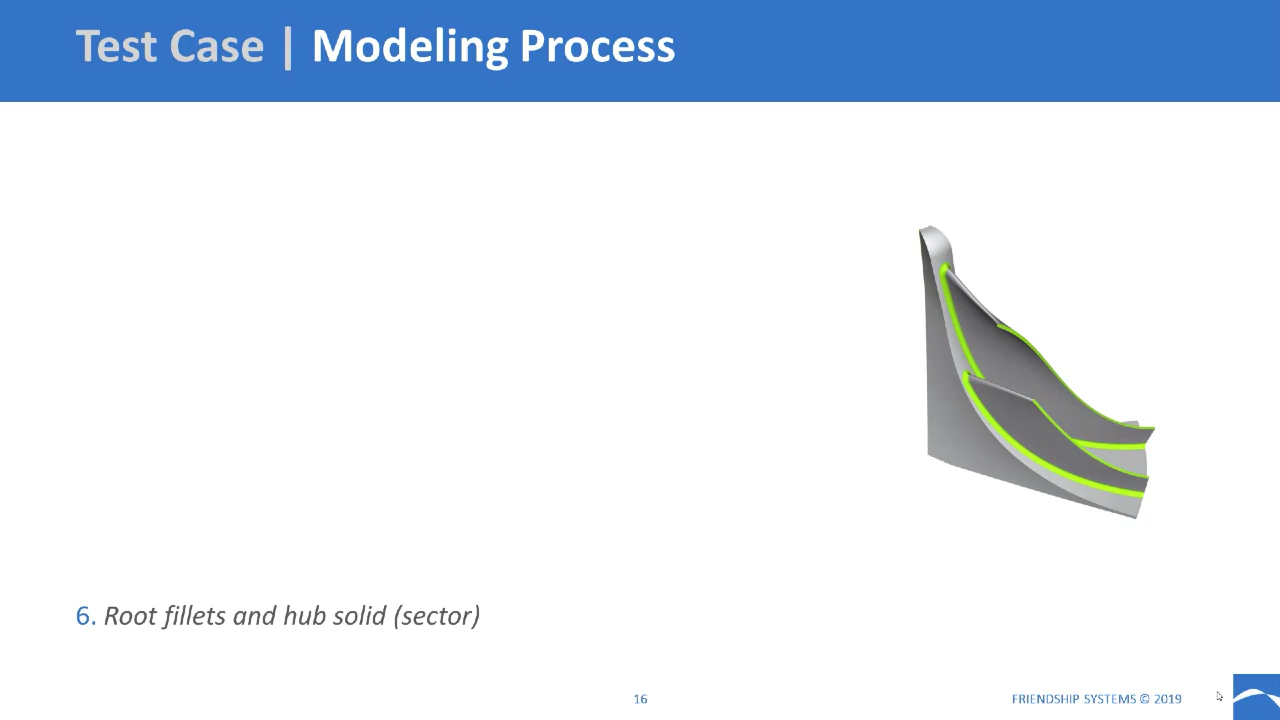 Test Case | Modeling Process
6. Root fillets and hub solid (sector)
16
FRIENDSHIP SYSTEMS © 2019